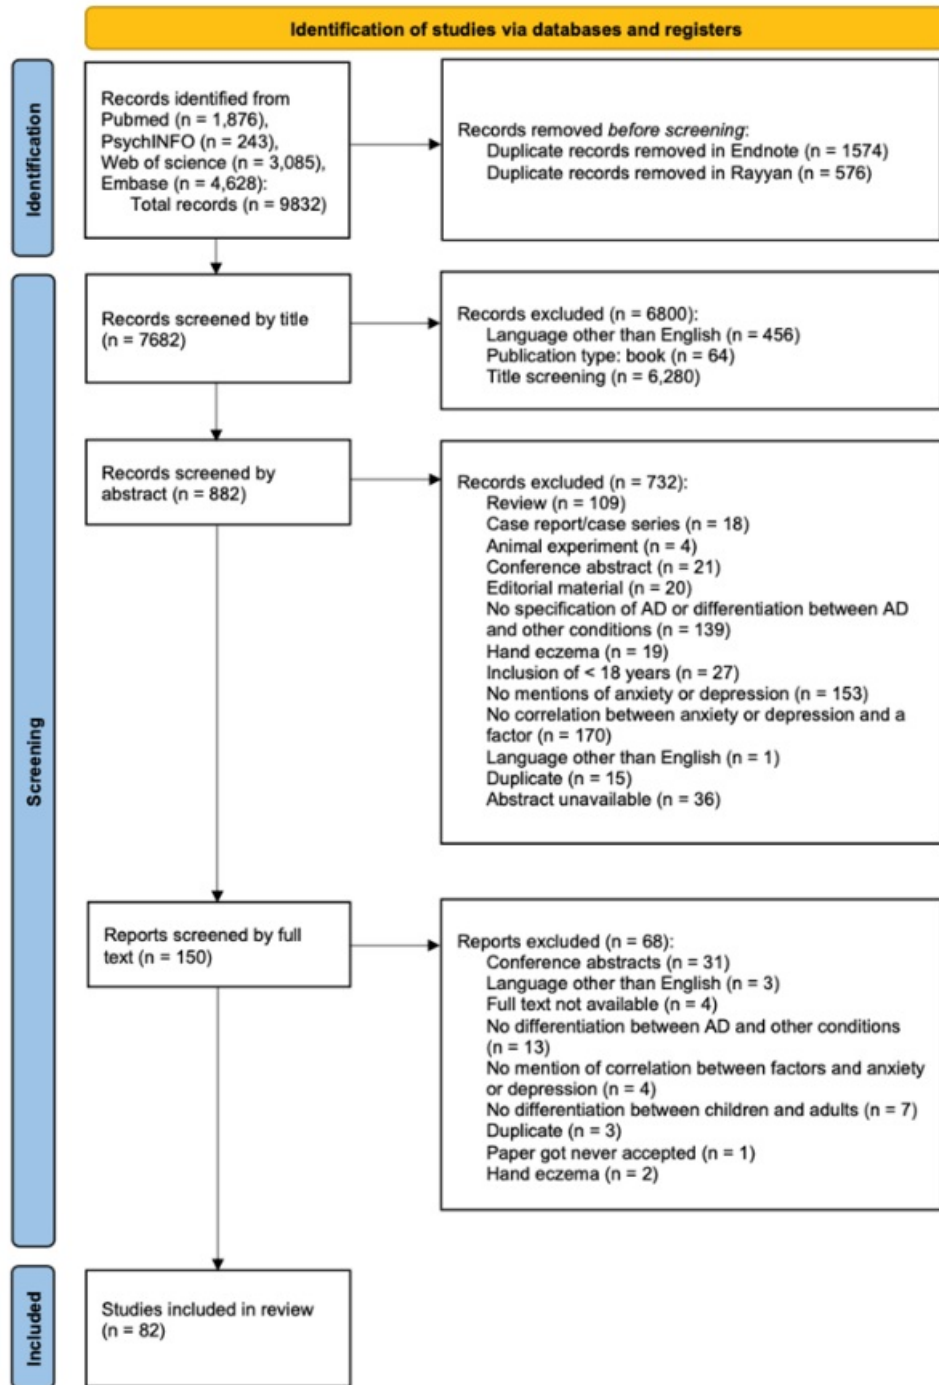 Identification of studies via databases and registers
Identification
Records identified from
Pubmed (n = 1,876),
PsychINFO (n = 243),
Web of science (n = 3,085),
Embase (n = 4,628):
Total records (n = 9832)
Records removed before screening:
Duplicate records removed in Endnote (n = 1574)
Duplicate records removed in Rayyan (n = 576)
Screening
Records screened by title
(n = 7682)
Records excluded (n = 6800):
Language other than English (n = 456)
Publication type: book (n = 64)
Title screening (n = 6,280)
Records screened by
abstract (n = 882)
Records excluded (n = 732):
Review (n = 109)
Case report/case series (n = 18)
Animal experiment (n = 4)
Conference abstract (n = 21)
Editorial material (n = 20)
No specification of AD or differentiation between AD
and other conditions (n = 139)
Hand eczema (n = 19)
Inclusion of < 18 years (n = 27)
No mentions of anxiety or depression (n = 153)
No correlation between anxiety or depression and a
factor (n = 170)
Language other than English (n = 1)
Duplicate (n = 15)
Abstract unavailable (n = 36)
Reports screened by full
text (n = 150)
Reports excluded (n = 68):
Conference abstracts (n = 31)
Language other than English (n = 3)
Full text not available (n = 4)
No differentiation between AD and other conditions
(n = 13)
No mention of correlation between factors and anxiety
or depression (n = 4)
No differentiation between children and adults (n = 7)
Duplicate (n = 3)
Paper got never accepted (n = 1)
Hand eczema (n = 2)
Included
Studies included in review
(n = 82)